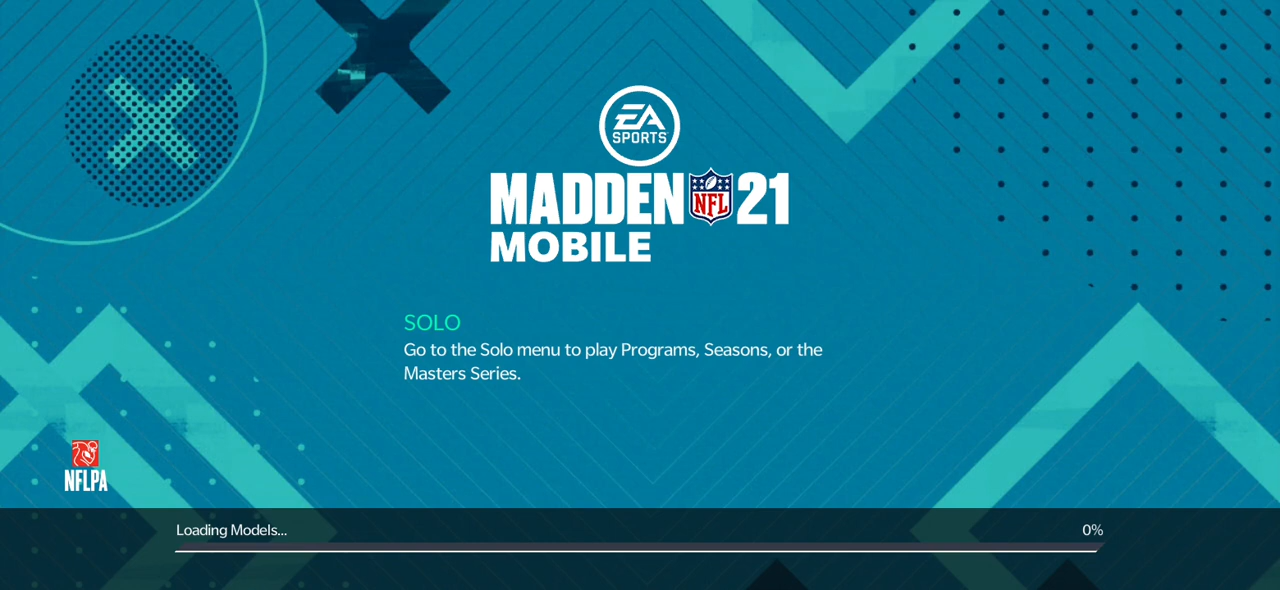 EA
SPORTS
MADDEN NFL 21
MOBILE
SOLO
Go to the Solo menu to play Programs, Seasons, or the
Masters Series.
NFLPA
Loading Models... 0%